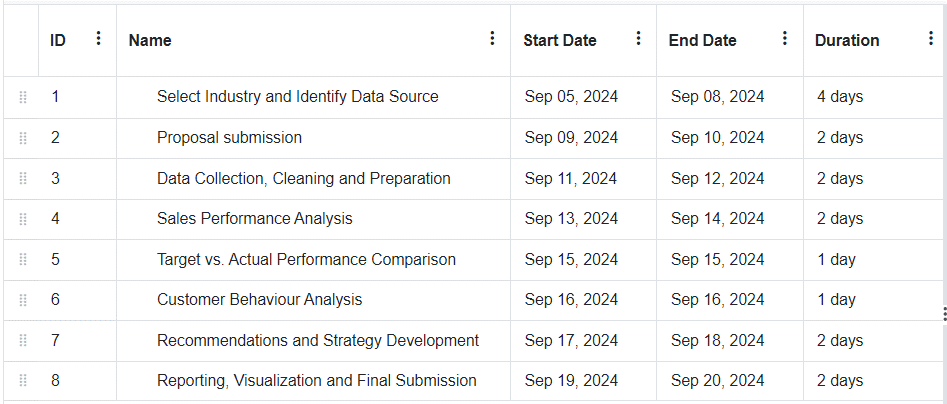 ID Name Start Date End Date Duration
1 Select Industry and Identify Data Source Sep 05, 2024 Sep 08, 2024 4 days
2 Proposal submission Sep 09, 2024 Sep 10, 2024 2 days
3 Data Collection, Cleaning and Preparation Sep 11, 2024 Sep 12, 2024 2 days
4 Sales Performance Analysis Sep 13, 2024 Sep 14, 2024 2 days
5 Target vs. Actual Performance Comparison Sep 15, 2024 Sep 15, 2024 1 day
6 Customer Behaviour Analysis Sep 16, 2024 Sep 16, 2024 1 day
7 Recommendations and Strategy Development Sep 17, 2024 Sep 18, 2024 2 days
8 Reporting, Visualization and Final Submission Sep 19, 2024 Sep 20, 2024 2 days